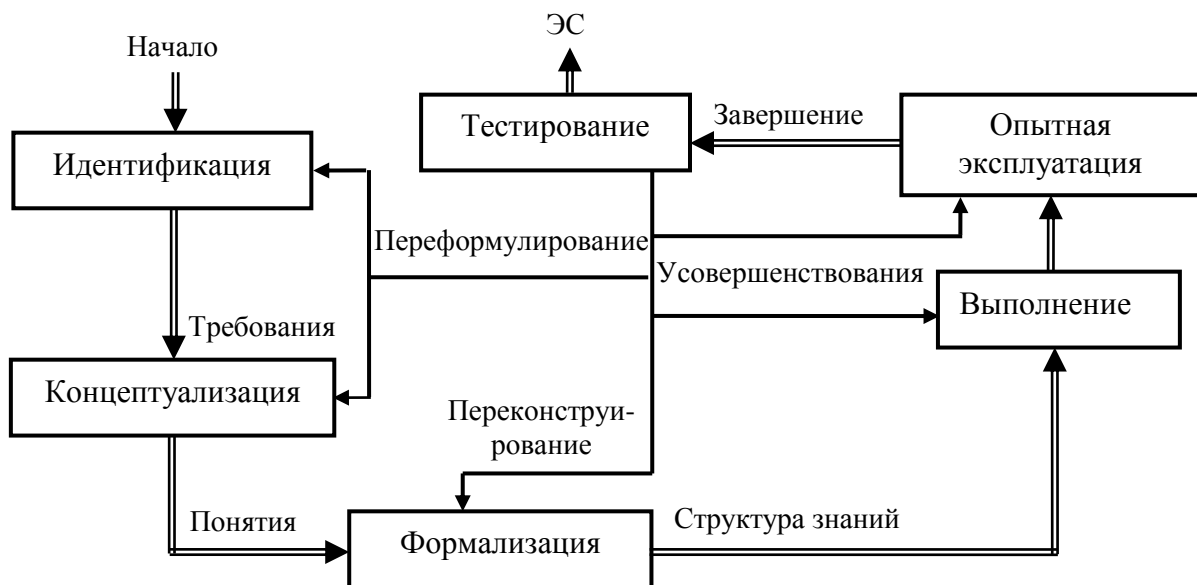 ЭС
Начало
Тестирование
Завершение
Опытная
эксплуатация
Идентификация
Переформулирование
Усовершенствования
Выполнение
Требования
Концептуализация
Переконструи-
рование
Понятия
Формализация
Структура знаний